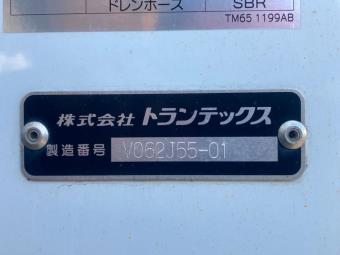 ドレンホース SBR
TM65 1199AB
株式会社 トランテックス
製造番号 V062J55-01